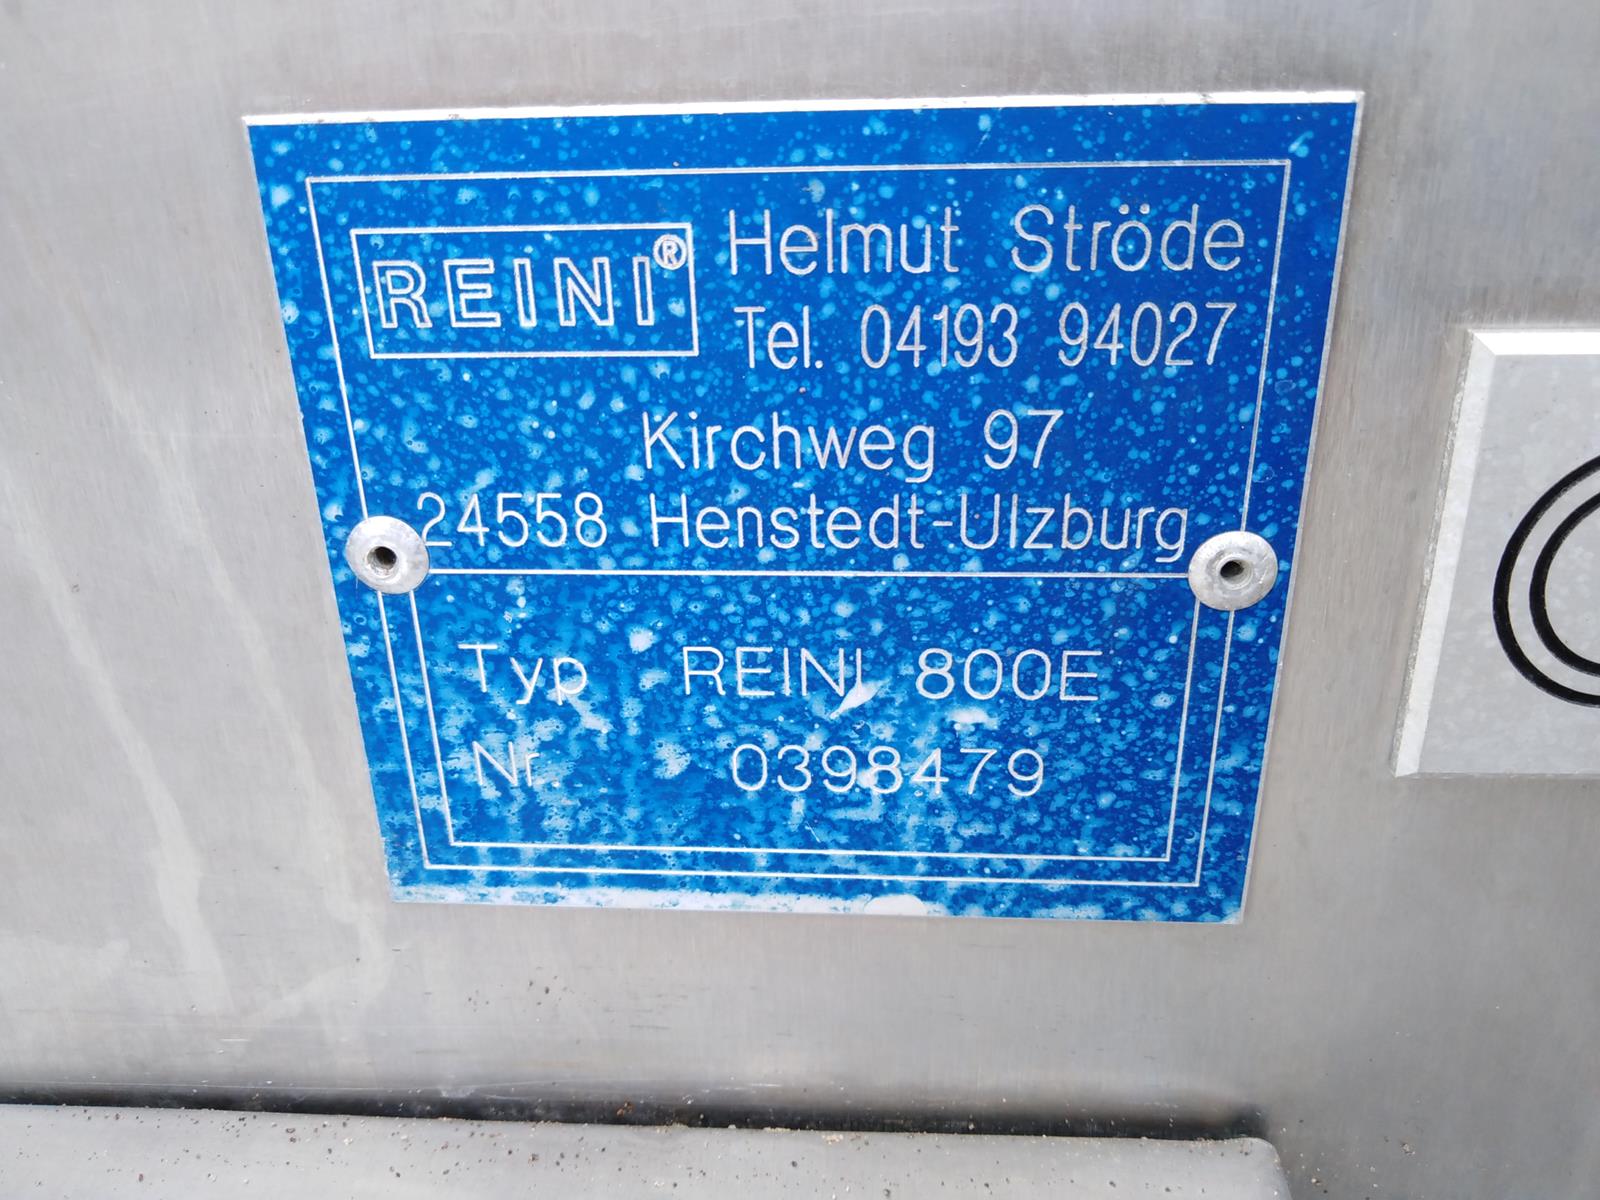 REINI®
Helmut Ströde
Tel. 04193 94027
Kirchweg 97
24558 Henstedt-Ulzburg
Typ REINI 800E
Nr. 0398479